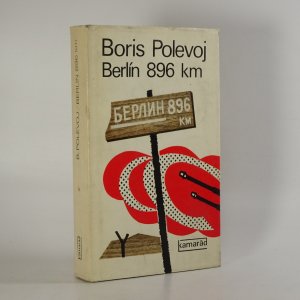 Boris Polevoj
Berlín 896 km
БЕРЛИН 896
КМ
kamarád
B. POLEVOJ · BERLÍN 896 km